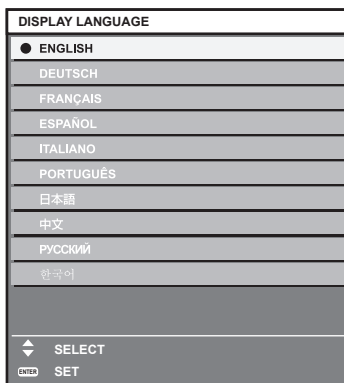 DISPLAY LANGUAGE
ENGLISH
DEUTSCH
FRANÇAIS
ESPAÑOL
ITALIANO
PORTUGUÊS
日本語
中文
РУССКИЙ
한국어
SELECT
ENTER SET